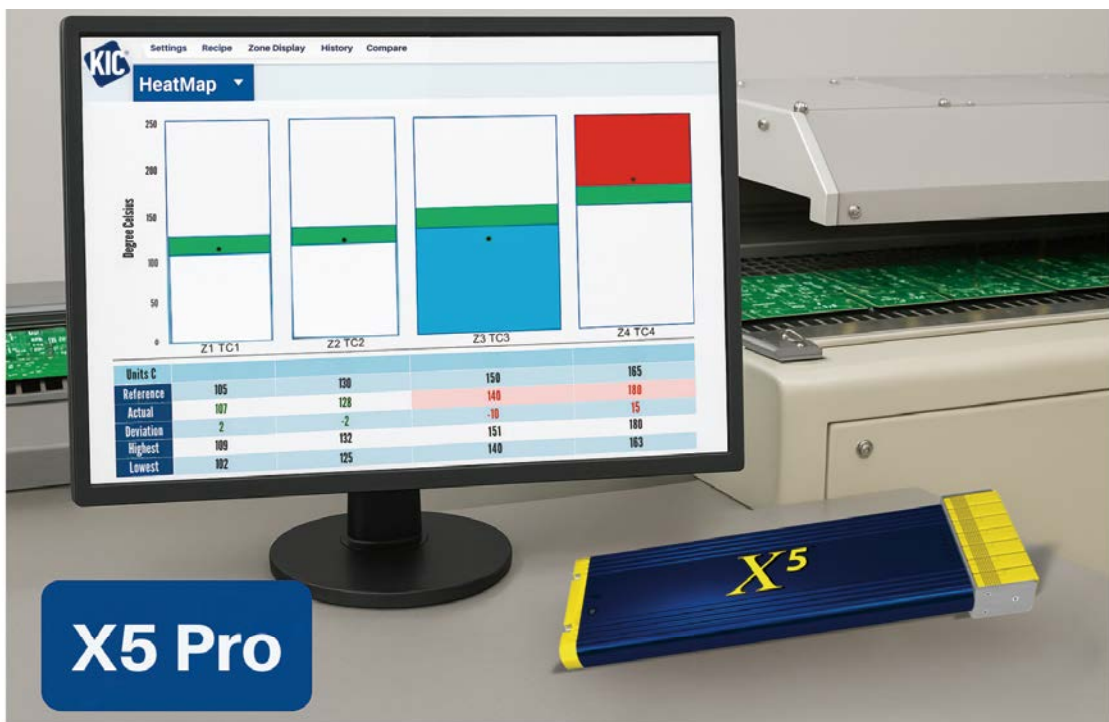 KIC
Settings Recipe Zone Display History Compare
HeatMap
250
200
150
100
50
0
Degree Celsius
Z1 TC1 Z2 TC2 Z3 TC3 Z4 TC4
Units C
Reference 105 130 150 165
Actual 107 128 140 180
Deviation 2 -2 -10 15
Highest 109 132 151 180
Lowest 102 125 140 163
X5
X5 Pro